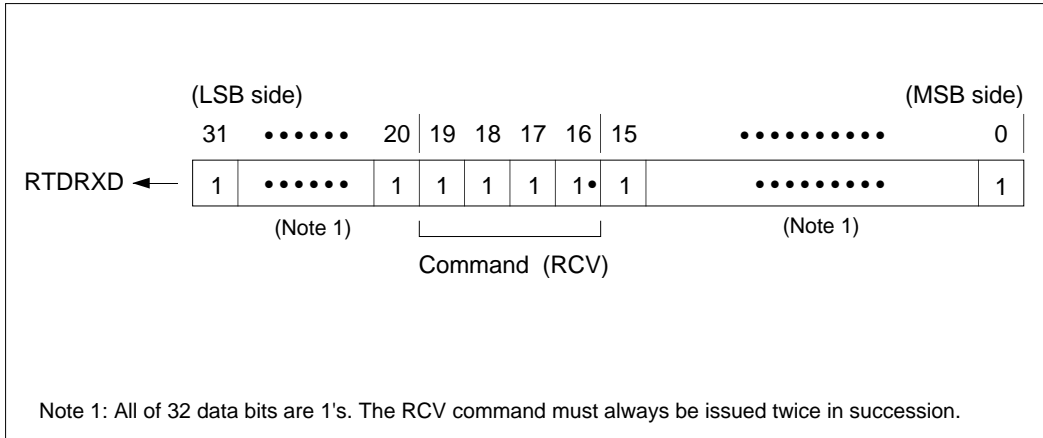 (LSB side) (MSB side)
31 •••••• 20 19 18 17 16 15 •••••••••• 0
RTDRXD 1 •••••• 1 1 1 1 1• 1 ••••••••• 1
(Note 1) (Note 1)
Command (RCV)
Note 1: All of 32 data bits are 1's. The RCV command must always be issued twice in succession.